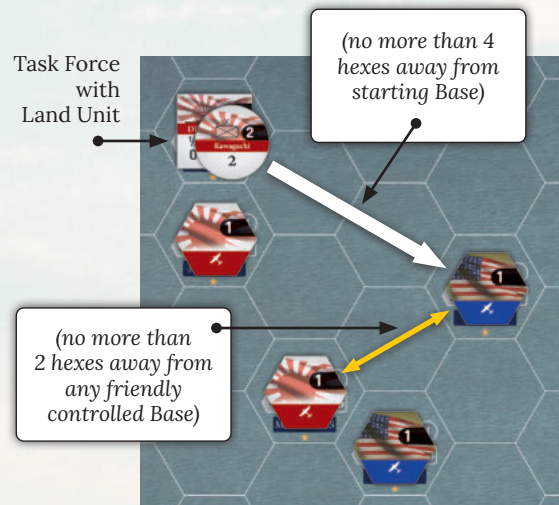 (no more than 4
hexes away from
starting Base)
Task Force
with
Land Unit
2
Kawaguchi
2
1
1
(no more than
2 hexes away from
any friendly
controlled Base)
1
1